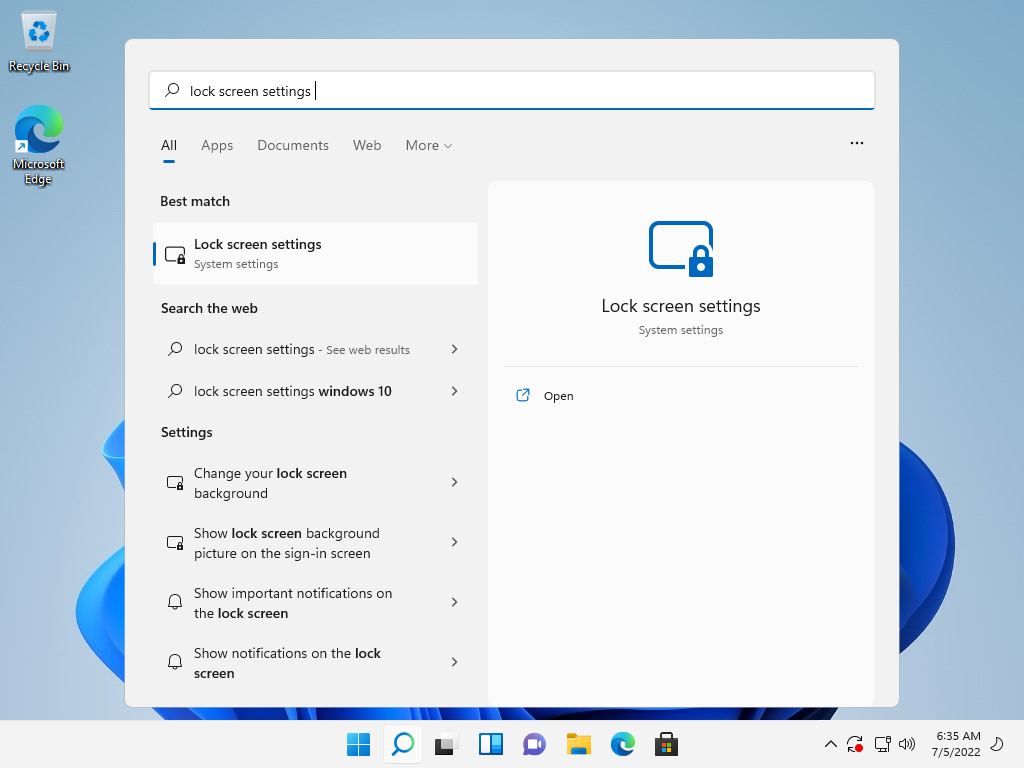 Recycle Bin
Microsoft
Edge
lock screen settings
All
Apps
Documents
Web
More
Best match
Lock screen settings
System settings
Search the web
lock screen settings - See web results
lock screen settings windows 10
Settings
Change your lock screen
background
Show lock screen background
picture on the sign-in screen
Show important notifications on
the lock screen
Show notifications on the lock
screen
Lock screen settings
System settings
Open
6:35 AM
7/5/2022